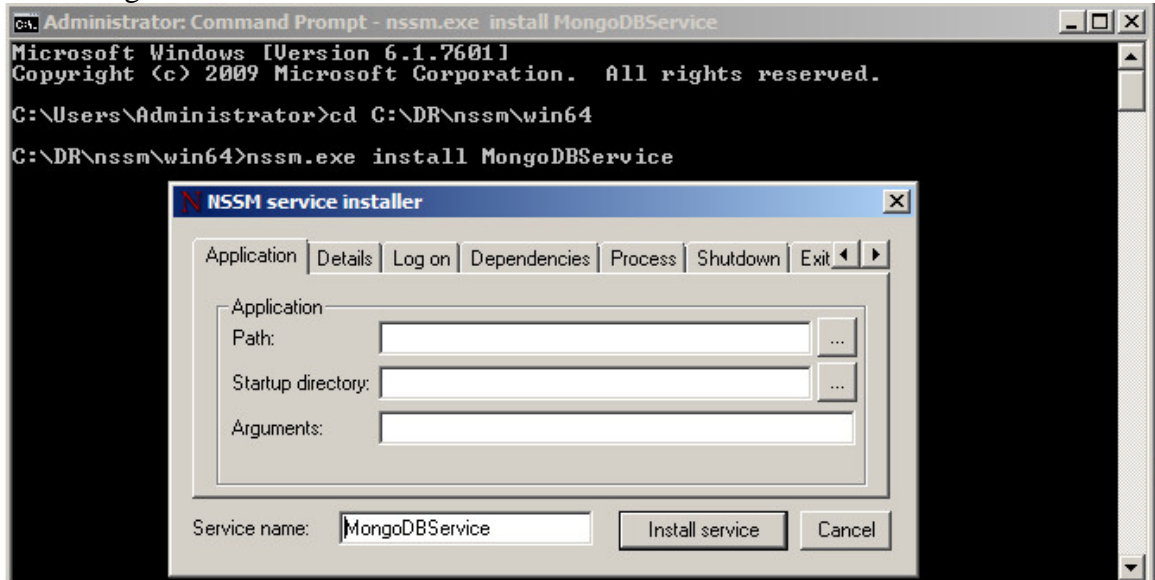 Administrator: Command Prompt - nssm.exe install MongoDBService
Microsoft Windows [Version 6.1.7601]
Copyright (c) 2009 Microsoft Corporation.  All rights reserved.
C:\Users\Administrator>cd C:\DR\nssm\win64
C:\DR\nssm\win64>nssm.exe install MongoDBService
NSSM service installer
Application Details Log on Dependencies Process Shutdown Exit
Application
Path: ...
Startup directory: ...
Arguments:
Service name: MongoDBService Install service Cancel